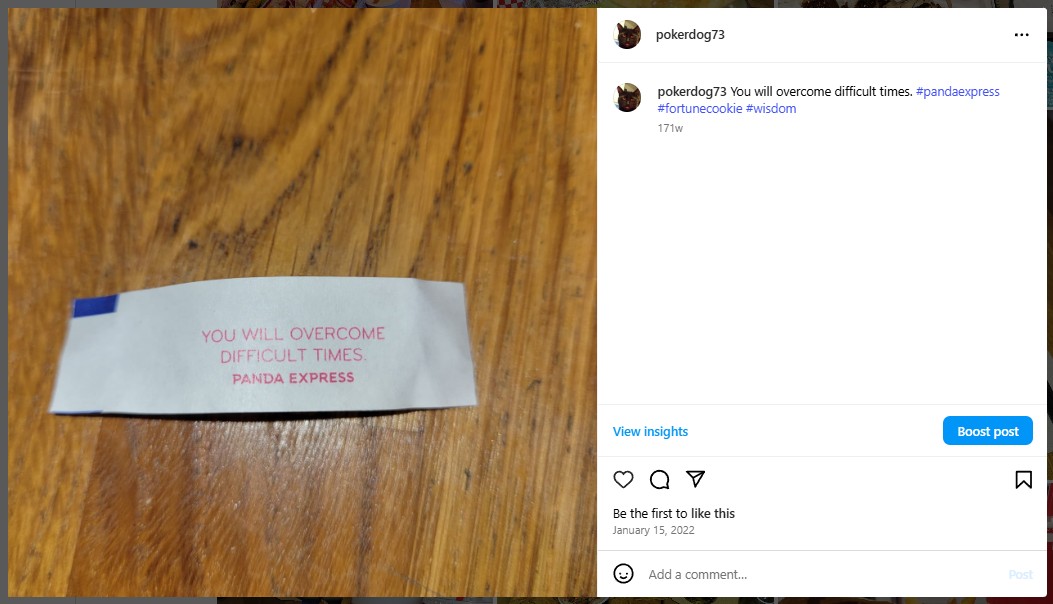 YOU WILL OVERCOME
DIFFICULT TIMES.
PANDA EXPRESS
pokerdog73
pokerdog73 You will overcome difficult times. #pandaexpress
#fortunecookie #wisdom
171w
View insights
Boost post
Be the first to like this
January 15, 2022
Add a comment...
Post